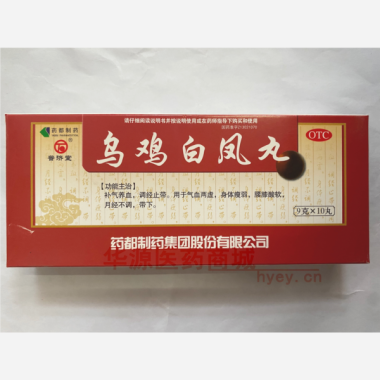 请仔细阅读说明书并按说明使用或在药师指导下购买和使用
药都制药
普济堂
乌鸡白凤丸
OTC
【功能主治】
补气养血，调经止带。用于气血两虚，身体瘦弱，腰膝酸软，
月经不调，带下。
9克×10丸
药都制药集团股份有限公司
华源医药商城
hyey.cn